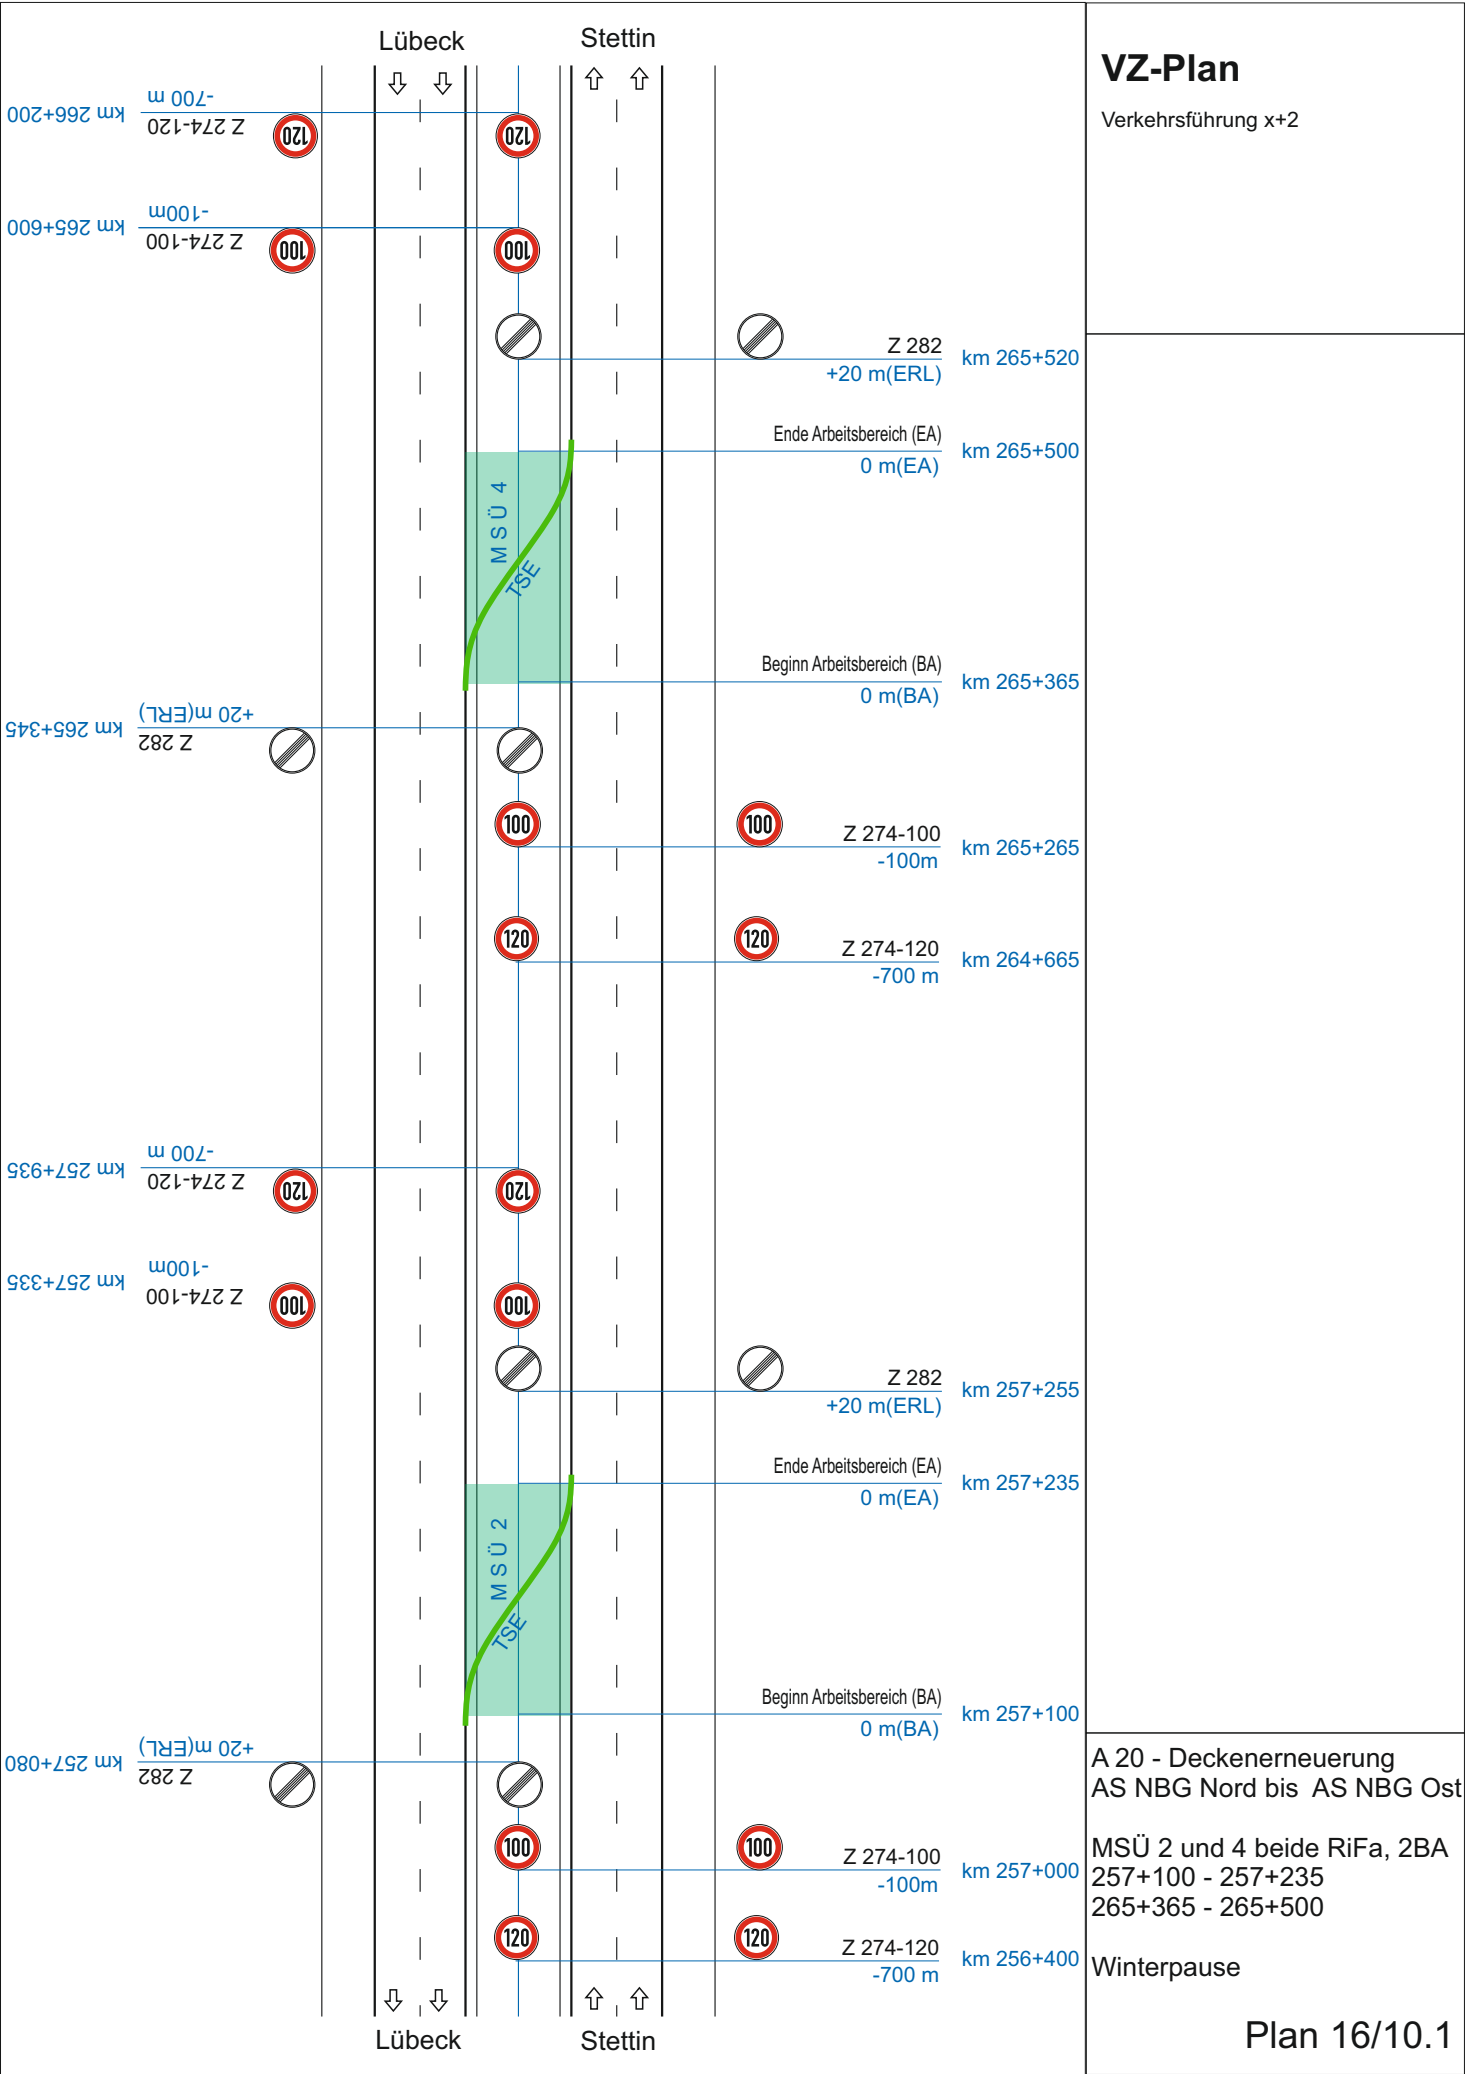 Lübeck
Stettin
VZ-Plan
Verkehrsführung x+2
km 266+200
-700 m
Z 274-120
120
120
km 265+600
-100m
Z 274-100
100
100
Z 282
+20 m(ERL)
km 265+520
Ende Arbeitsbereich (EA)
0 m(EA)
km 265+500
MSÜ 4
TSE
Beginn Arbeitsbereich (BA)
0 m(BA)
km 265+365
km 265+345
+20 m(ERL)
Z 282
100
100
Z 274-100
-100m
km 265+265
120
120
Z 274-120
-700 m
km 264+665
km 257+935
-700 m
Z 274-120
120
120
km 257+335
-100m
Z 274-100
100
100
Z 282
+20 m(ERL)
km 257+255
Ende Arbeitsbereich (EA)
0 m(EA)
km 257+235
MSÜ 2
TSE
Beginn Arbeitsbereich (BA)
0 m(BA)
km 257+100
km 257+080
+20 m(ERL)
Z 282
100
100
Z 274-100
-100m
km 257+000
120
120
Z 274-120
-700 m
km 256+400
Lübeck
Stettin
A 20 - Deckenerneuerung
AS NBG Nord bis AS NBG Ost
MSÜ 2 und 4 beide RiFa, 2BA
257+100 - 257+235
265+365 - 265+500
Winterpause
Plan 16/10.1